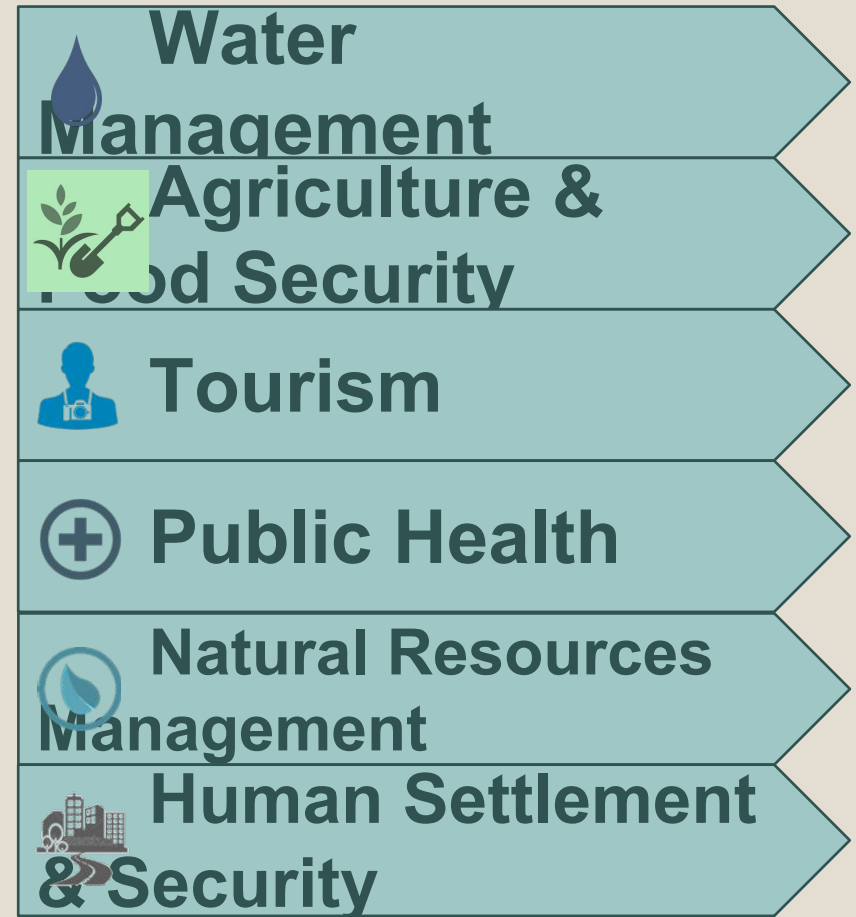 Water
Management
Agriculture &
Food Security
Tourism
Public Health
Natural Resources
Management
Human Settlement
& Security